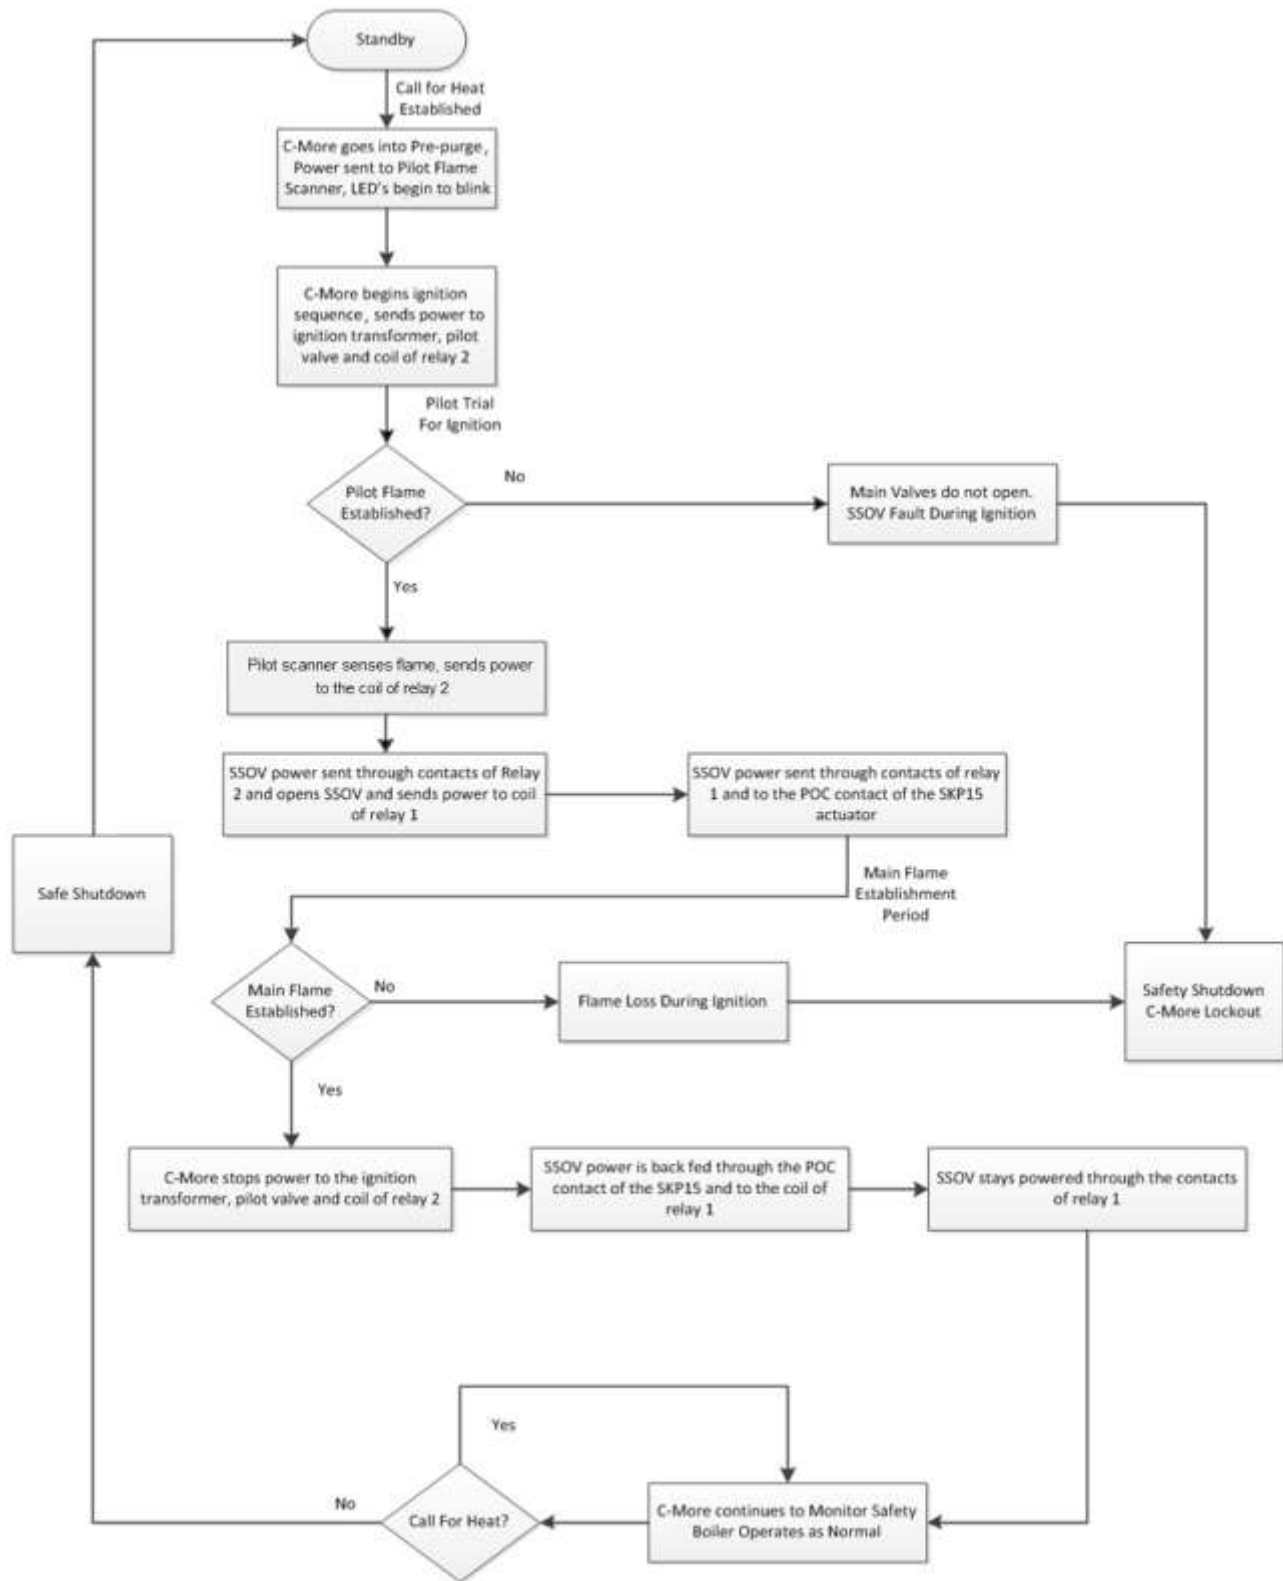 Standby
Call for Heat
Established
C-More goes into Pre-purge,
Power sent to Pilot Flame
Scanner, LED's begin to blink
C-More begins ignition
sequence, sends power to
ignition transformer, pilot
valve and coil of relay 2
Pilot Trial
For Ignition
Pilot Flame
Established?
No
Main Valves do not open.
SSOV Fault During Ignition
Yes
Pilot scanner senses flame, sends power
to the coil of relay 2
SSOV power sent through contacts of Relay
2 and opens SSOV and sends power to coil
of relay 1
SSOV power sent through contacts of relay
1 and to the POC contact of the SKP15
actuator
Safe Shutdown
Main Flame
Establishment
Period
Main Flame
Established?
No
Flame Loss During Ignition
Safety Shutdown
C-More Lockout
Yes
C-More stops power to the ignition
transformer, pilot valve and coil of relay 2
SSOV power is back fed through the POC
contact of the SKP15 and to the coil of
relay 1
SSOV stays powered through the contacts
of relay 1
Yes
No
Call For Heat?
C-More continues to Monitor Safety
Boiler Operates as Normal